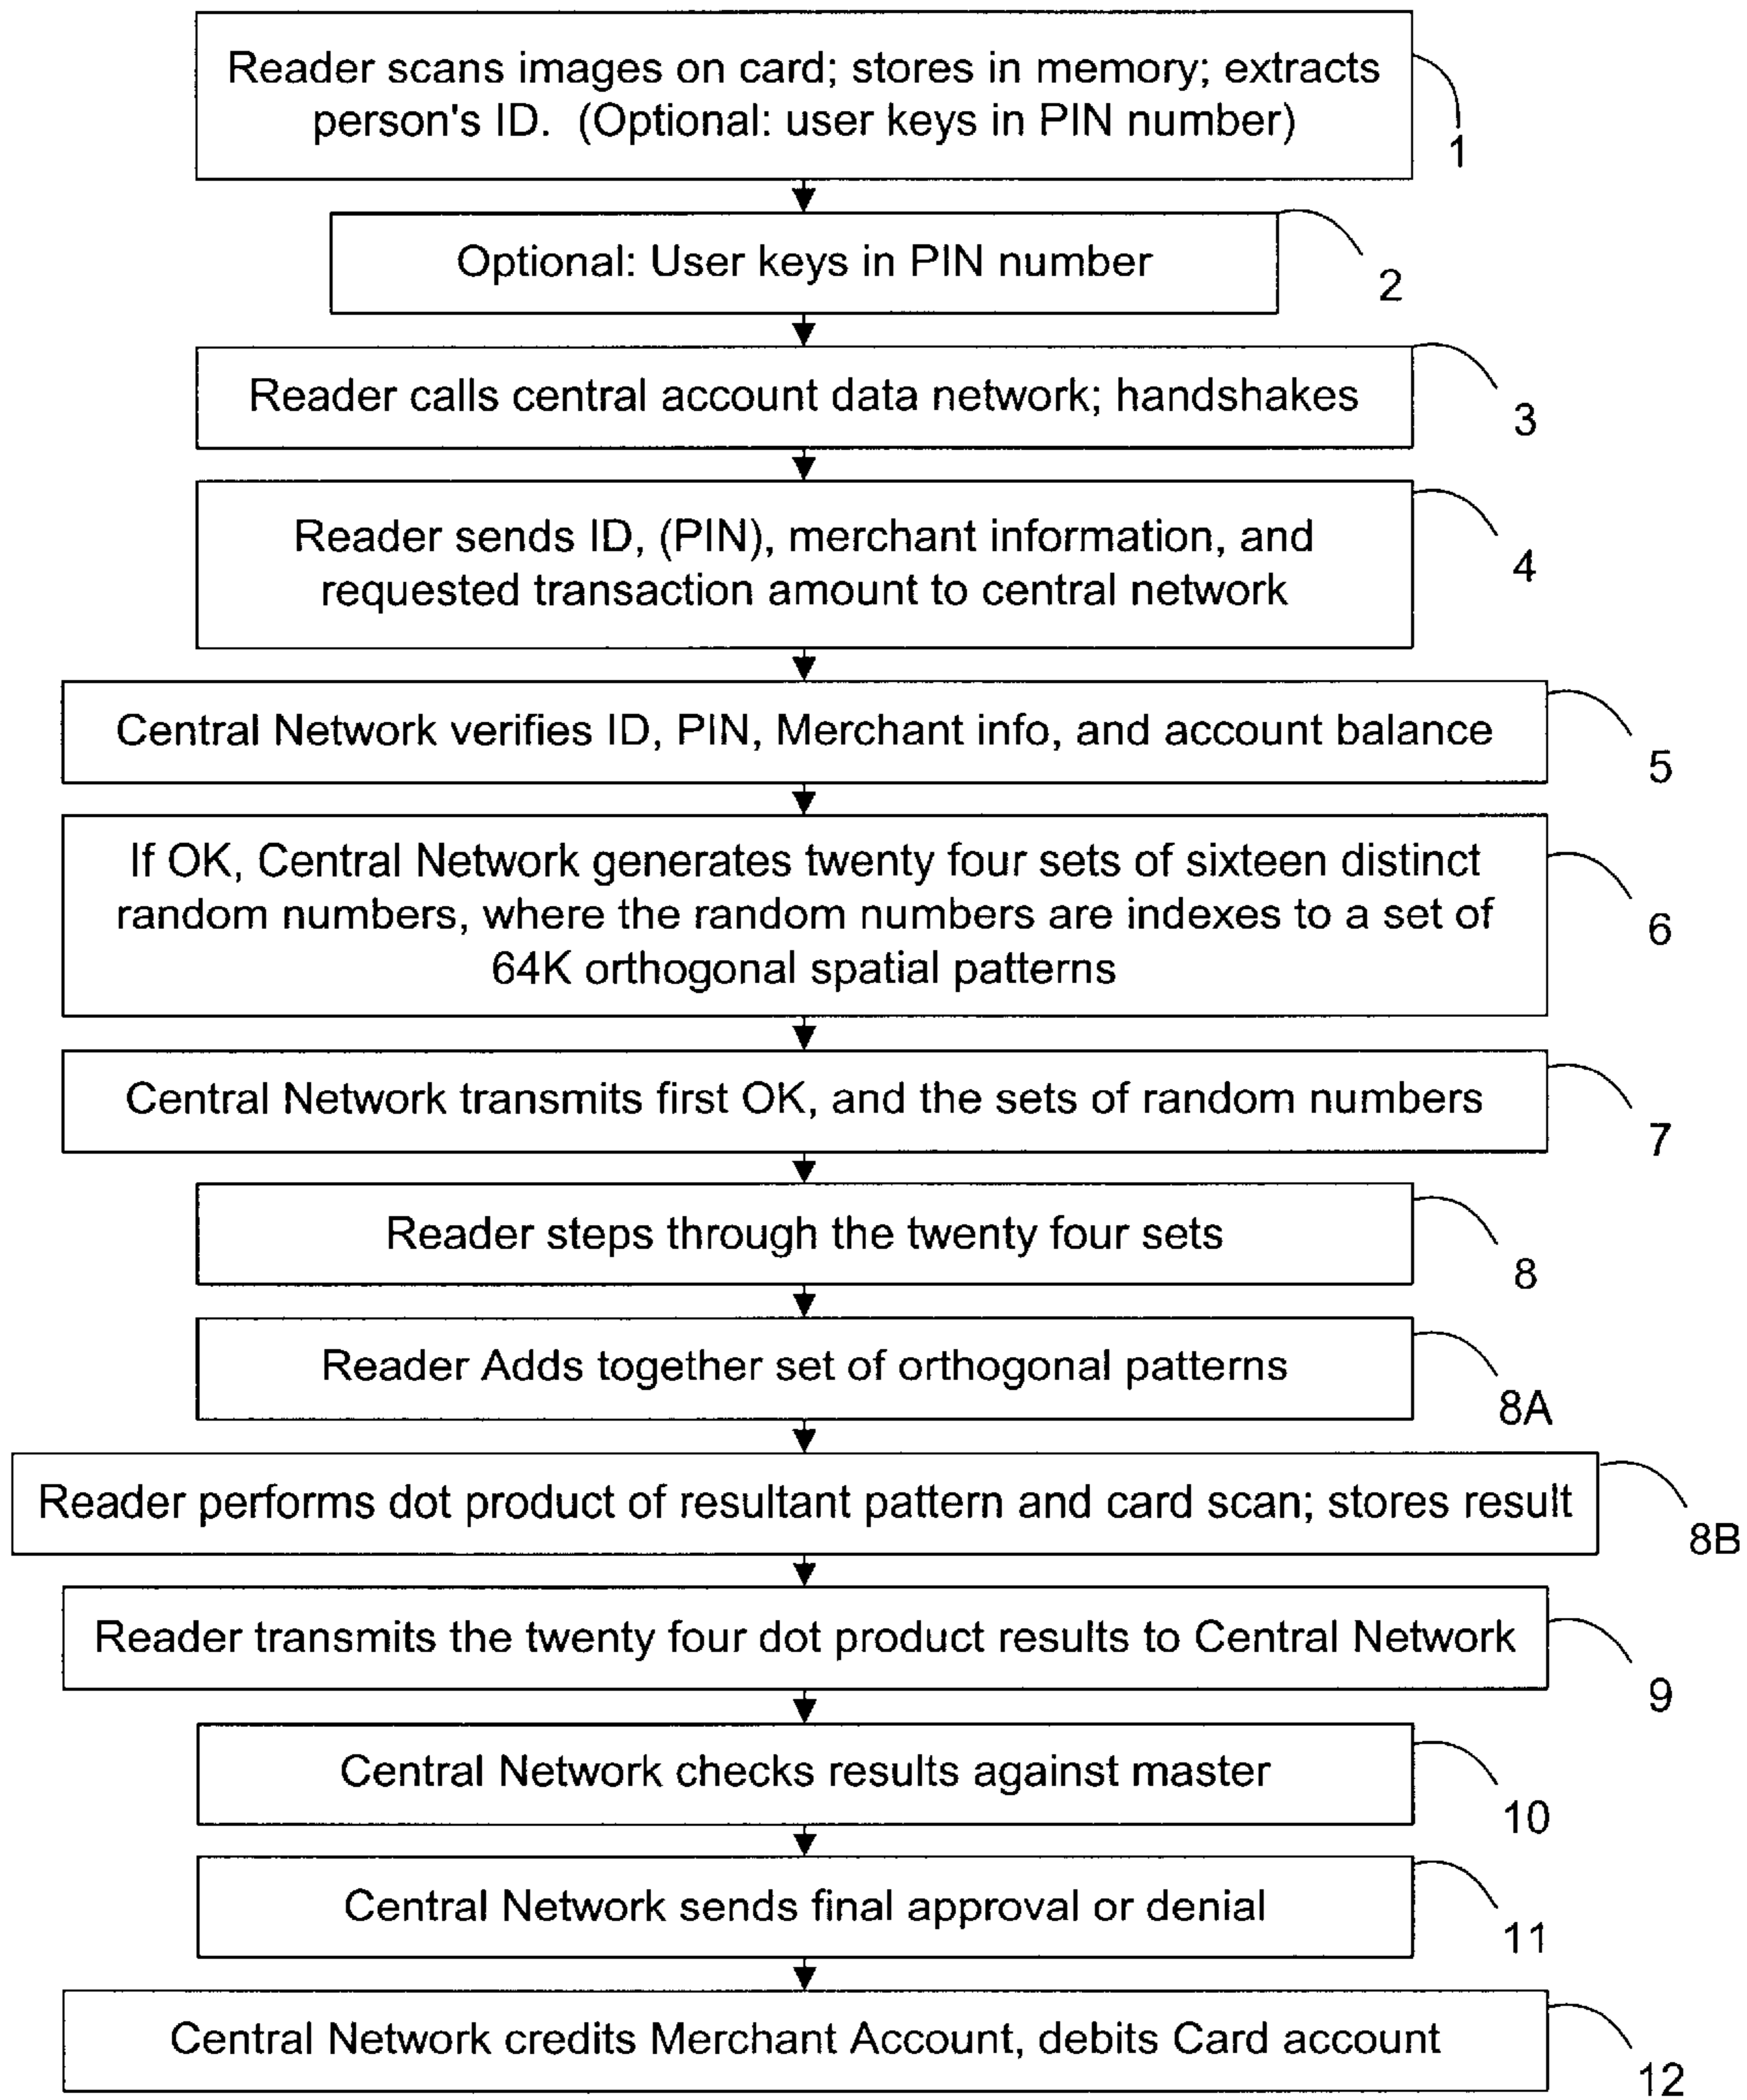 Reader scans images on card; stores in memory; extracts
person's ID.  (Optional: user keys in PIN number)
1
Optional: User keys in PIN number
2
Reader calls central account data network; handshakes
3
Reader sends ID, (PIN), merchant information, and
requested transaction amount to central network
4
Central Network verifies ID, PIN, Merchant info, and account balance
5
If OK, Central Network generates twenty four sets of sixteen distinct
random numbers, where the random numbers are indexes to a set of
64K orthogonal spatial patterns
6
Central Network transmits first OK, and the sets of random numbers
7
Reader steps through the twenty four sets
8
Reader Adds together set of orthogonal patterns
8A
Reader performs dot product of resultant pattern and card scan; stores result
8B
Reader transmits the twenty four dot product results to Central Network
9
Central Network checks results against master
10
Central Network sends final approval or denial
11
Central Network credits Merchant Account, debits Card account
12